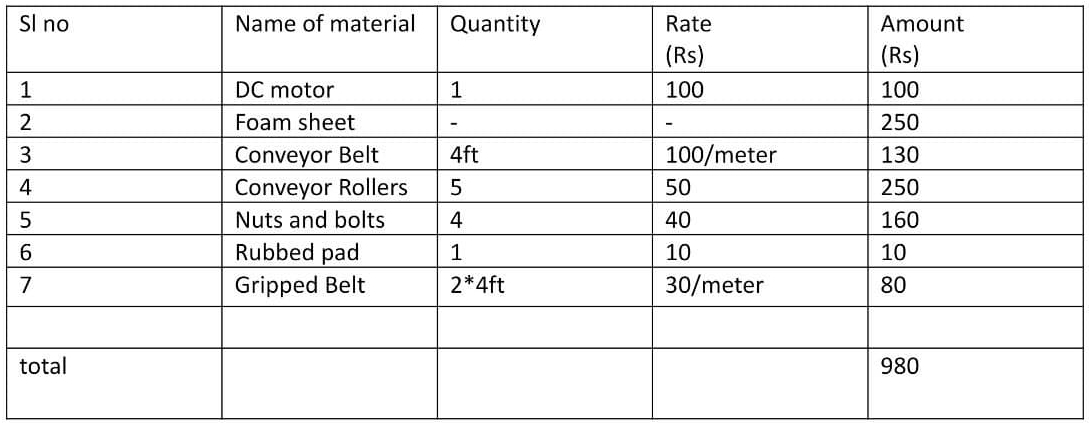 Sl no Name of material Quantity Rate (Rs) Amount (Rs)
1 DC motor 1 100 100
2 Foam sheet - - 250
3 Conveyor Belt 4ft 100/meter 130
4 Conveyor Rollers 5 50 250
5 Nuts and bolts 4 40 160
6 Rubbed pad 1 10 10
7 Gripped Belt 2*4ft 30/meter 80
total 980